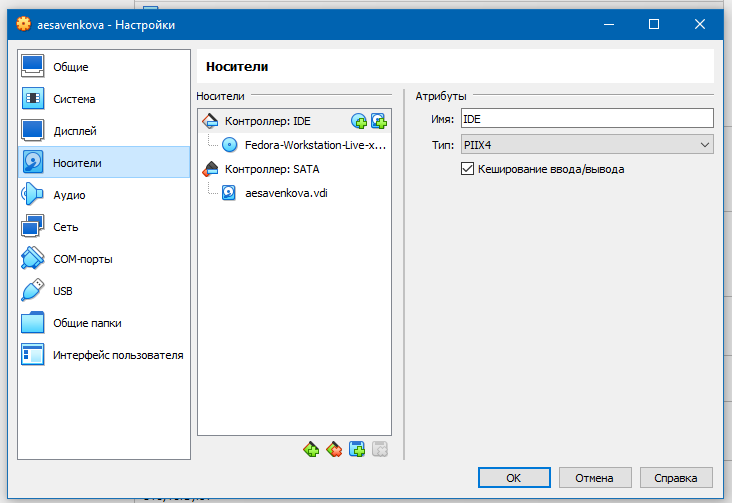 aesavenkova - Настройки
Общие
Система
Дисплей
Носители
Аудио
Сеть
COM-порты
USB
Общие папки
Интерфейс пользователя
Носители
Носители
Контроллер: IDE
Fedora-Workstation-Live-x...
Контроллер: SATA
aesavenkova.vdi
Атрибуты
Имя: IDE
Тип: PIIX4
Кеширование ввода/вывода
OK Отмена Справка